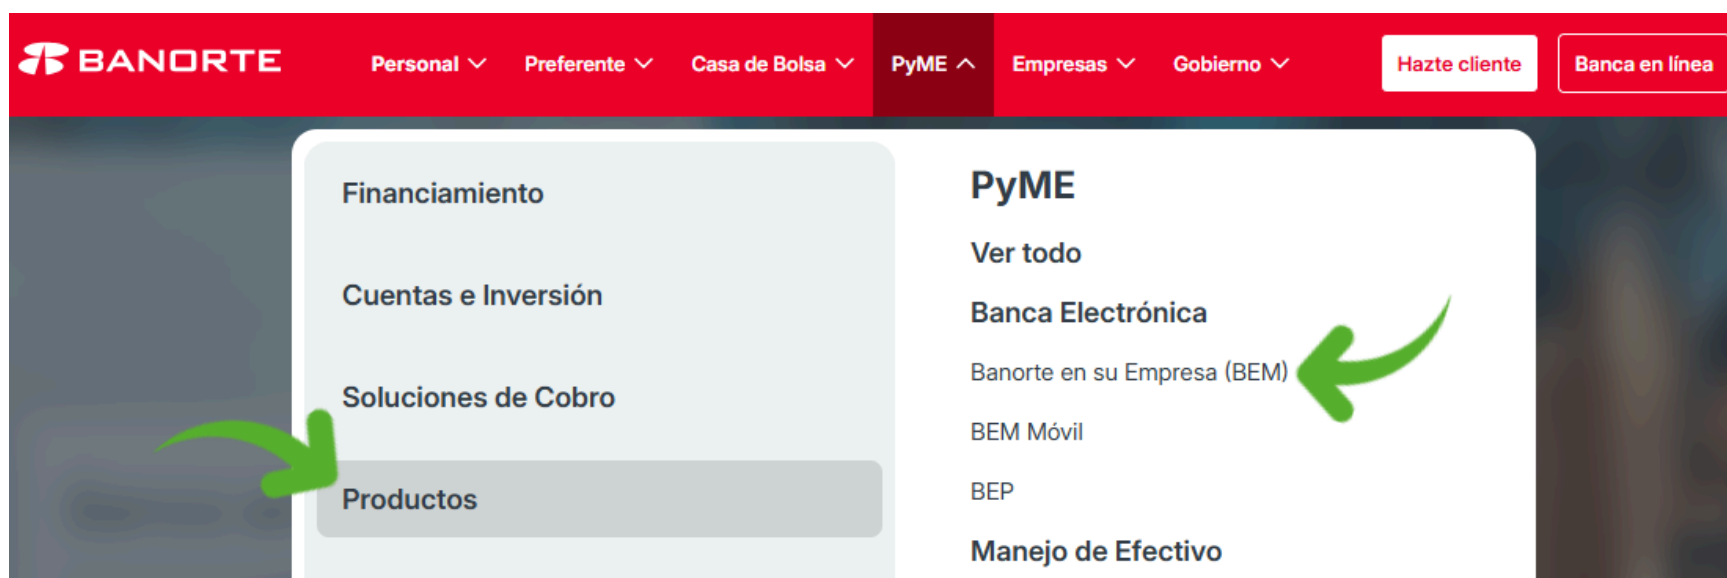 BANORTE
Personal
Preferente
Casa de Bolsa
PyME
Empresas
Gobierno
Hazte cliente
Banca en línea
Financiamiento
Cuentas e Inversión
Soluciones de Cobro
Productos
PyME
Ver todo
Banca Electrónica
Banorte en su Empresa (BEM)
BEM Móvil
BEP
Manejo de Efectivo